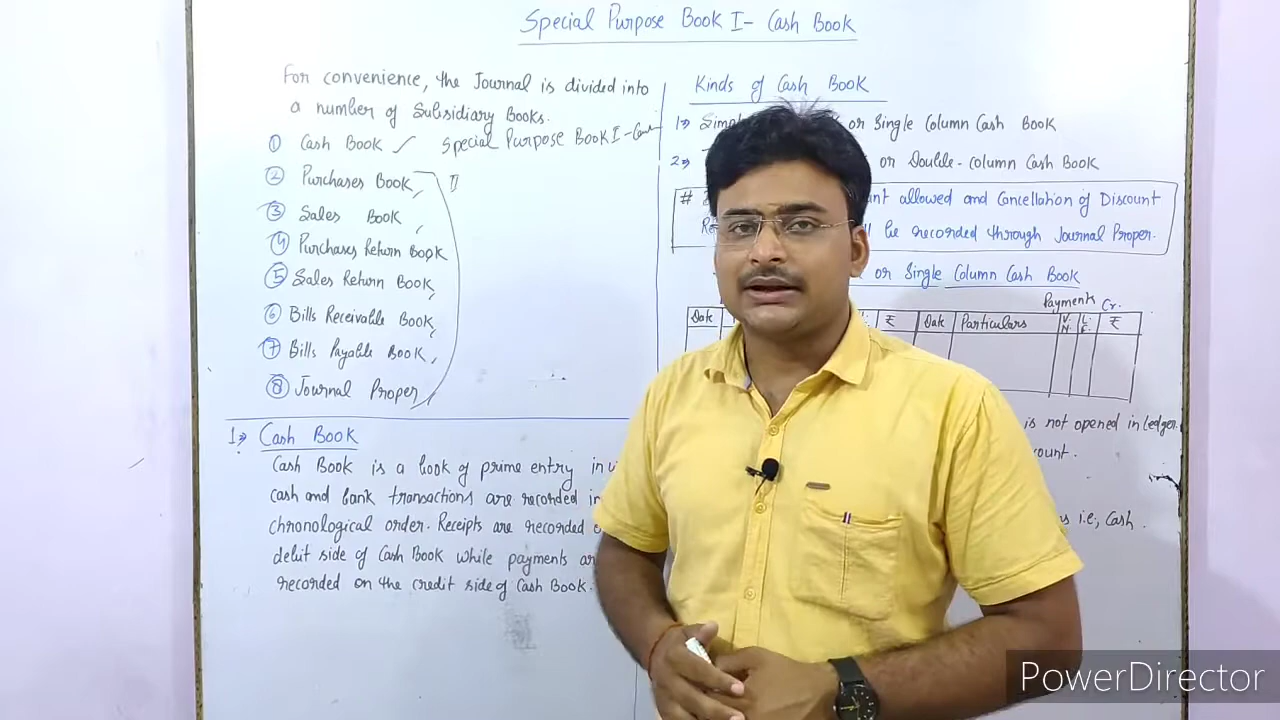 Special Purpose Book I - Cash Book
For convenience, the Journal is divided into
a number of Subsidiary Books.
① Cash Book ✓ Special Purpose Book I - Cash
② Purchases Book II
③ Sales Book
④ Purchases Return Book
⑤ Sales Return Book
⑥ Bills Receivable Book
⑦ Bills Payable Book
⑧ Journal Proper
1⇒ Cash Book
Cash Book is a book of prime entry in
cash and bank transactions are recorded in
chronological order. Receipts are recorded
debit side of Cash Book while payments
recorded on the credit side of Cash Book.
Kinds of Cash Book
1⇒ or Single Column Cash Book
2⇒ or Double-column Cash Book
# allowed and Cancellation of Discount
be recorded through Journal Proper.
or Single Column Cash Book
Payments Cr.
Date ₹ Date Particulars V.N. L.F. ₹
is not opened in Ledger.
i.e., Cash.
PowerDirector